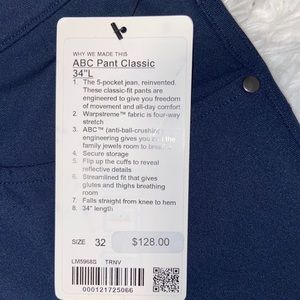 WHY WE MADE THIS
ABC Pant Classic
34"L
1. The 5-pocket jean, reinvented.
These classic-fit pants are
engineered to give you freedom
of movement and all-day comfort
2. Warpstreme™ fabric is four-way
stretch
3. ABC™ (anti-ball-crushing)
engineering gives you the
family jewels room to breathe
4. Secure storage
5. Flip up the cuffs to reveal
reflective details
6. Streamlined fit that gives
glutes and thighs breathing
room
7. Falls straight from knee to hem
8. 34" length
SIZE 32 $128.00
LM5968S TRNV
000121725066